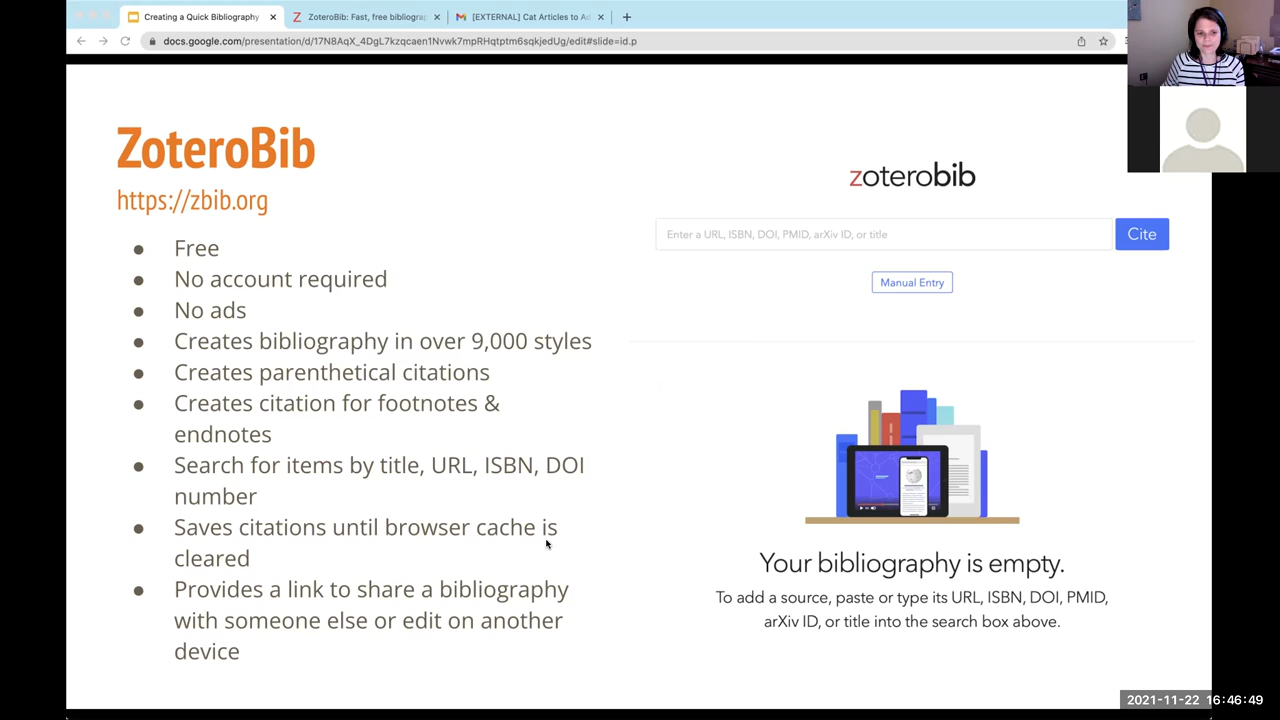 Creating a Quick Bibliography
ZoteroBib: Fast, free bibliograp
[EXTERNAL] Cat Articles to Ad
docs.google.com/presentation/d/17N8AqX_4DgL7kzqcaen1Nvwk7mpRHqtptm6sqkjedUg/edit#slide=id.p
ZoteroBib
https://zbib.org
● Free
● No account required
● No ads
● Creates bibliography in over 9,000 styles
● Creates parenthetical citations
● Creates citation for footnotes &
endnotes
● Search for items by title, URL, ISBN, DOI
number
● Saves citations until browser cache is
cleared
● Provides a link to share a bibliography
with someone else or edit on another
device
zoterobib
Enter a URL, ISBN, DOI, PMID, arXiv ID, or title
Cite
Manual Entry
Your bibliography is empty.
To add a source, paste or type its URL, ISBN, DOI, PMID,
arXiv ID, or title into the search box above.
2021-11-22 16:46:49